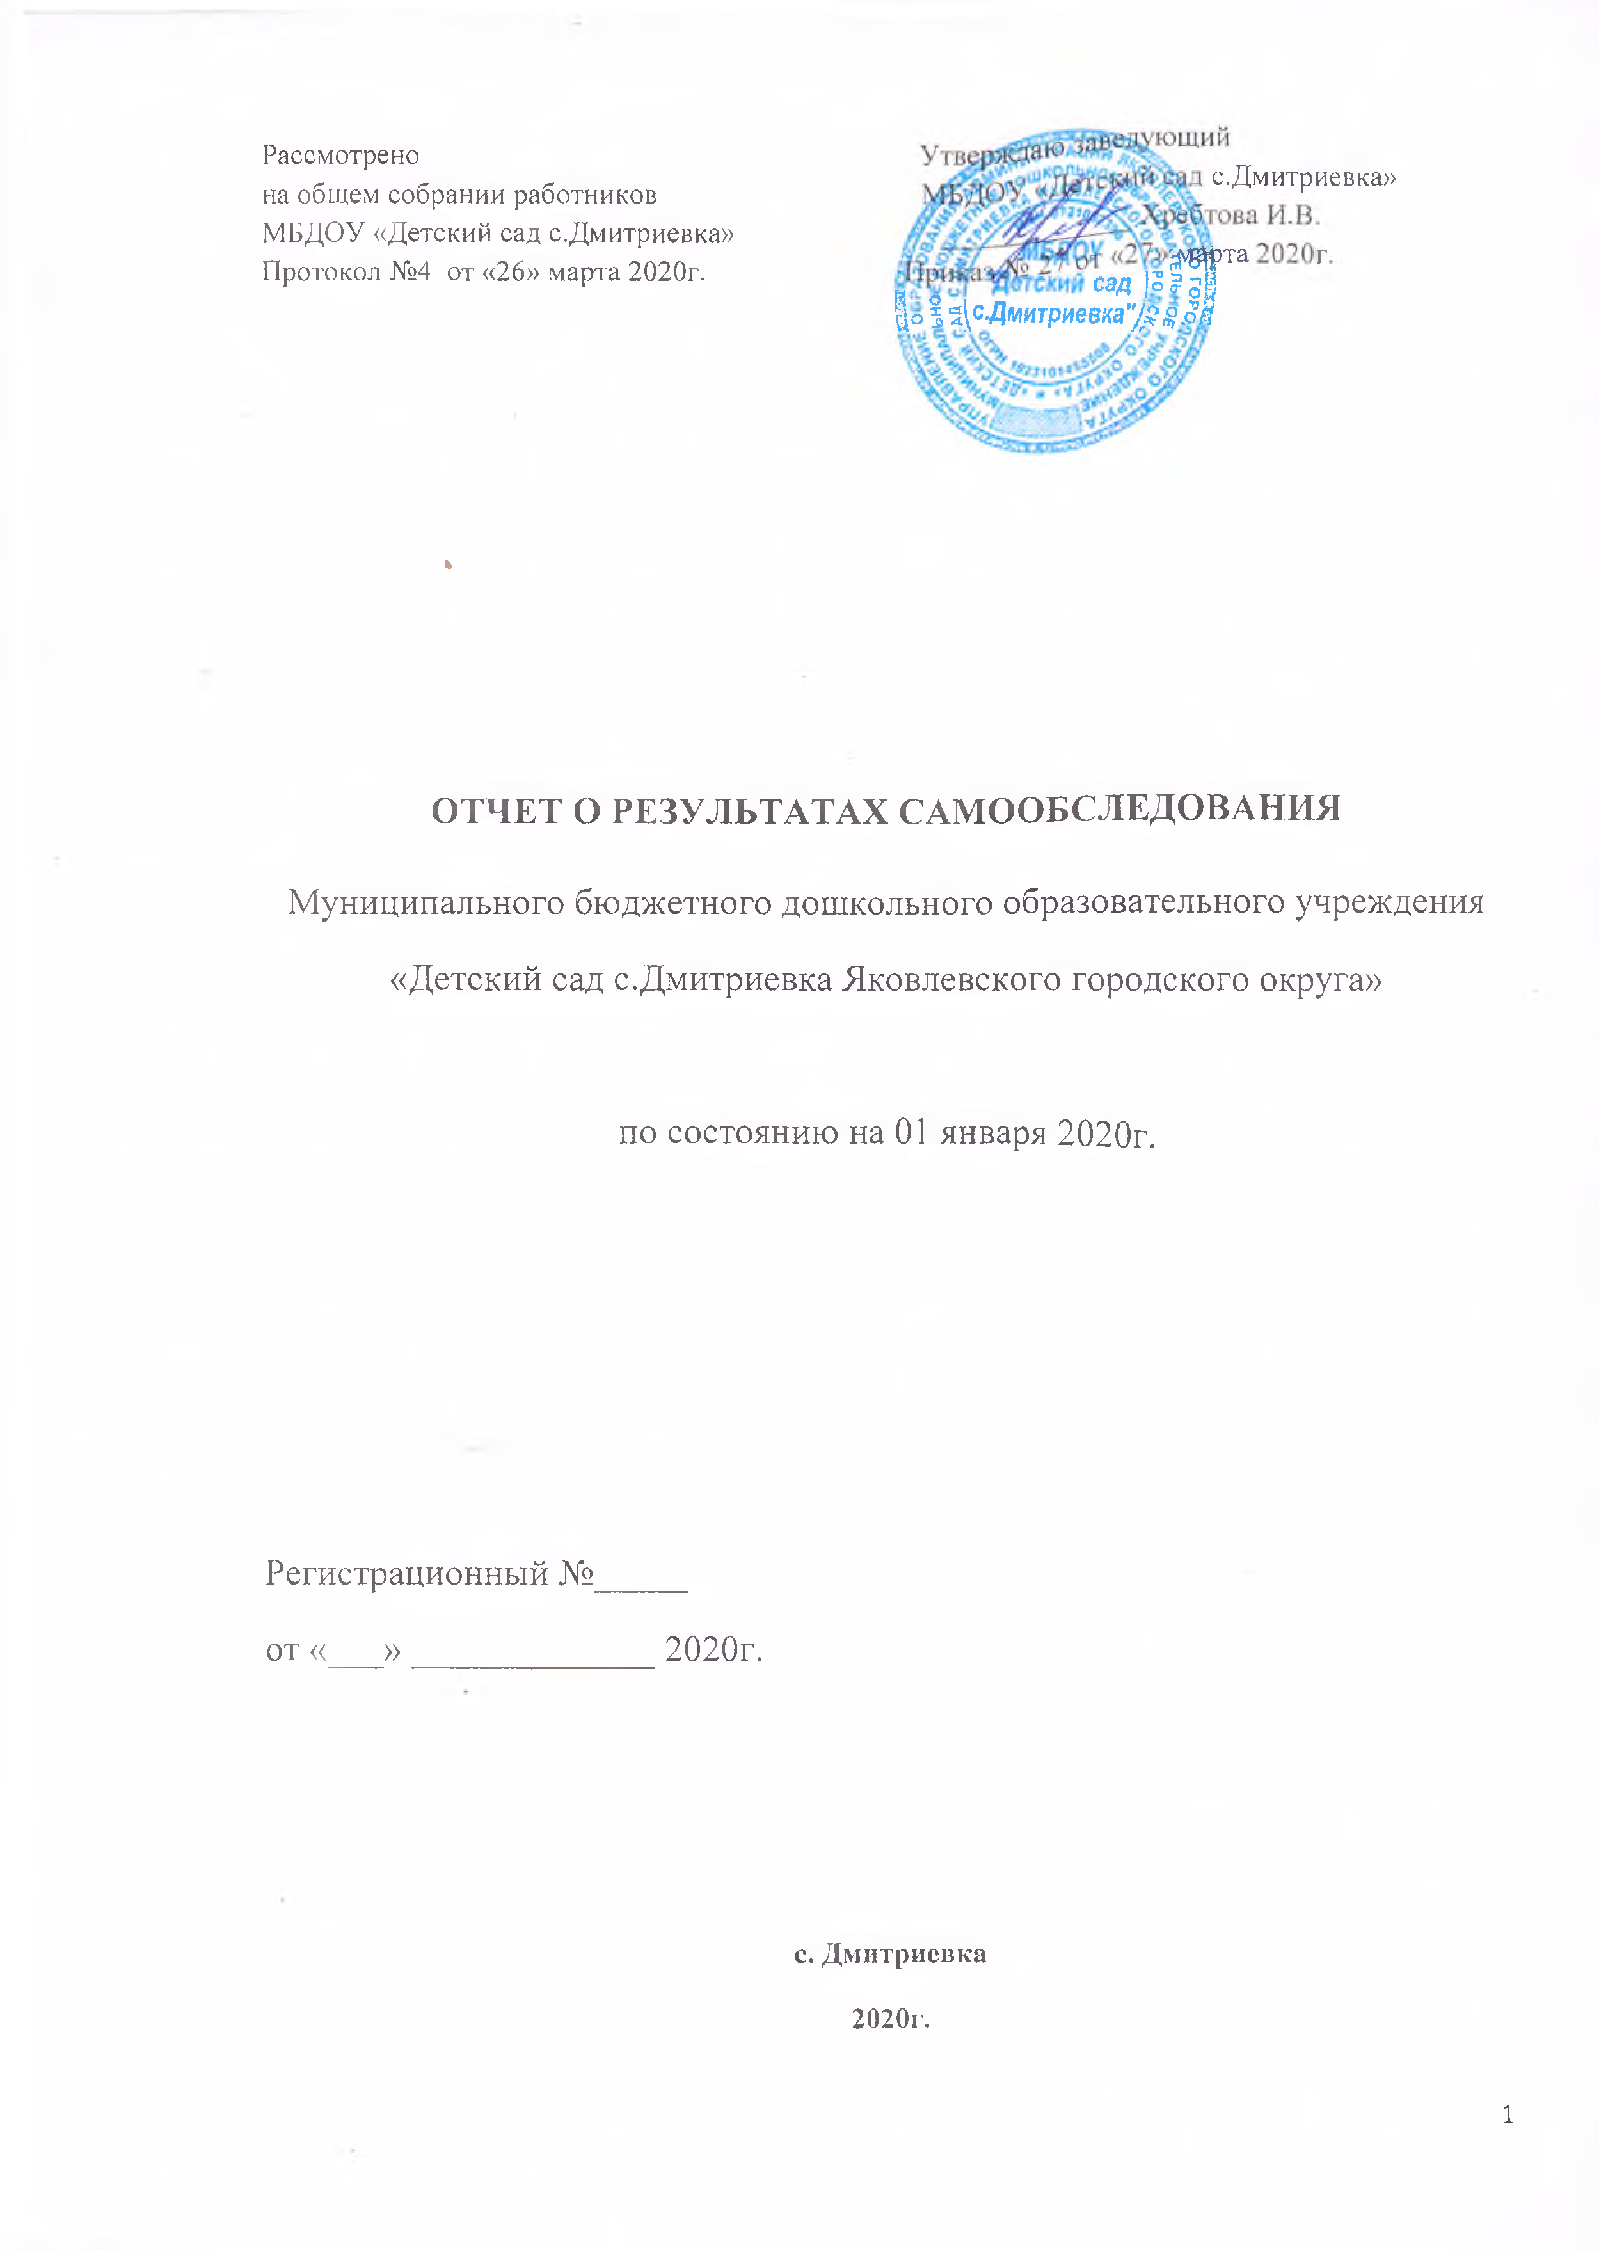 Рассмотрено
на общем собрании работников
МБДОУ «Детский сад с.Дмитриевка»
Протокол №4 от «26» марта 2020г.
Утверждаю заведующий
МБДОУ «Детский сад с.Дмитриевка»
Хребтова И.В.
Приказ № 27 от «27» марта 2020г.
МБДОУ
"Детский сад
с.Дмитриевка"
ОТЧЕТ О РЕЗУЛЬТАТАХ САМООБСЛЕДОВАНИЯ
Муниципального бюджетного дошкольного образовательного учреждения
«Детский сад с.Дмитриевка Яковлевского городского округа»
по состоянию на 01 января 2020г.
Регистрационный №_____
от «___» _____________ 2020г.
с. Дмитриевка
2020г.
1